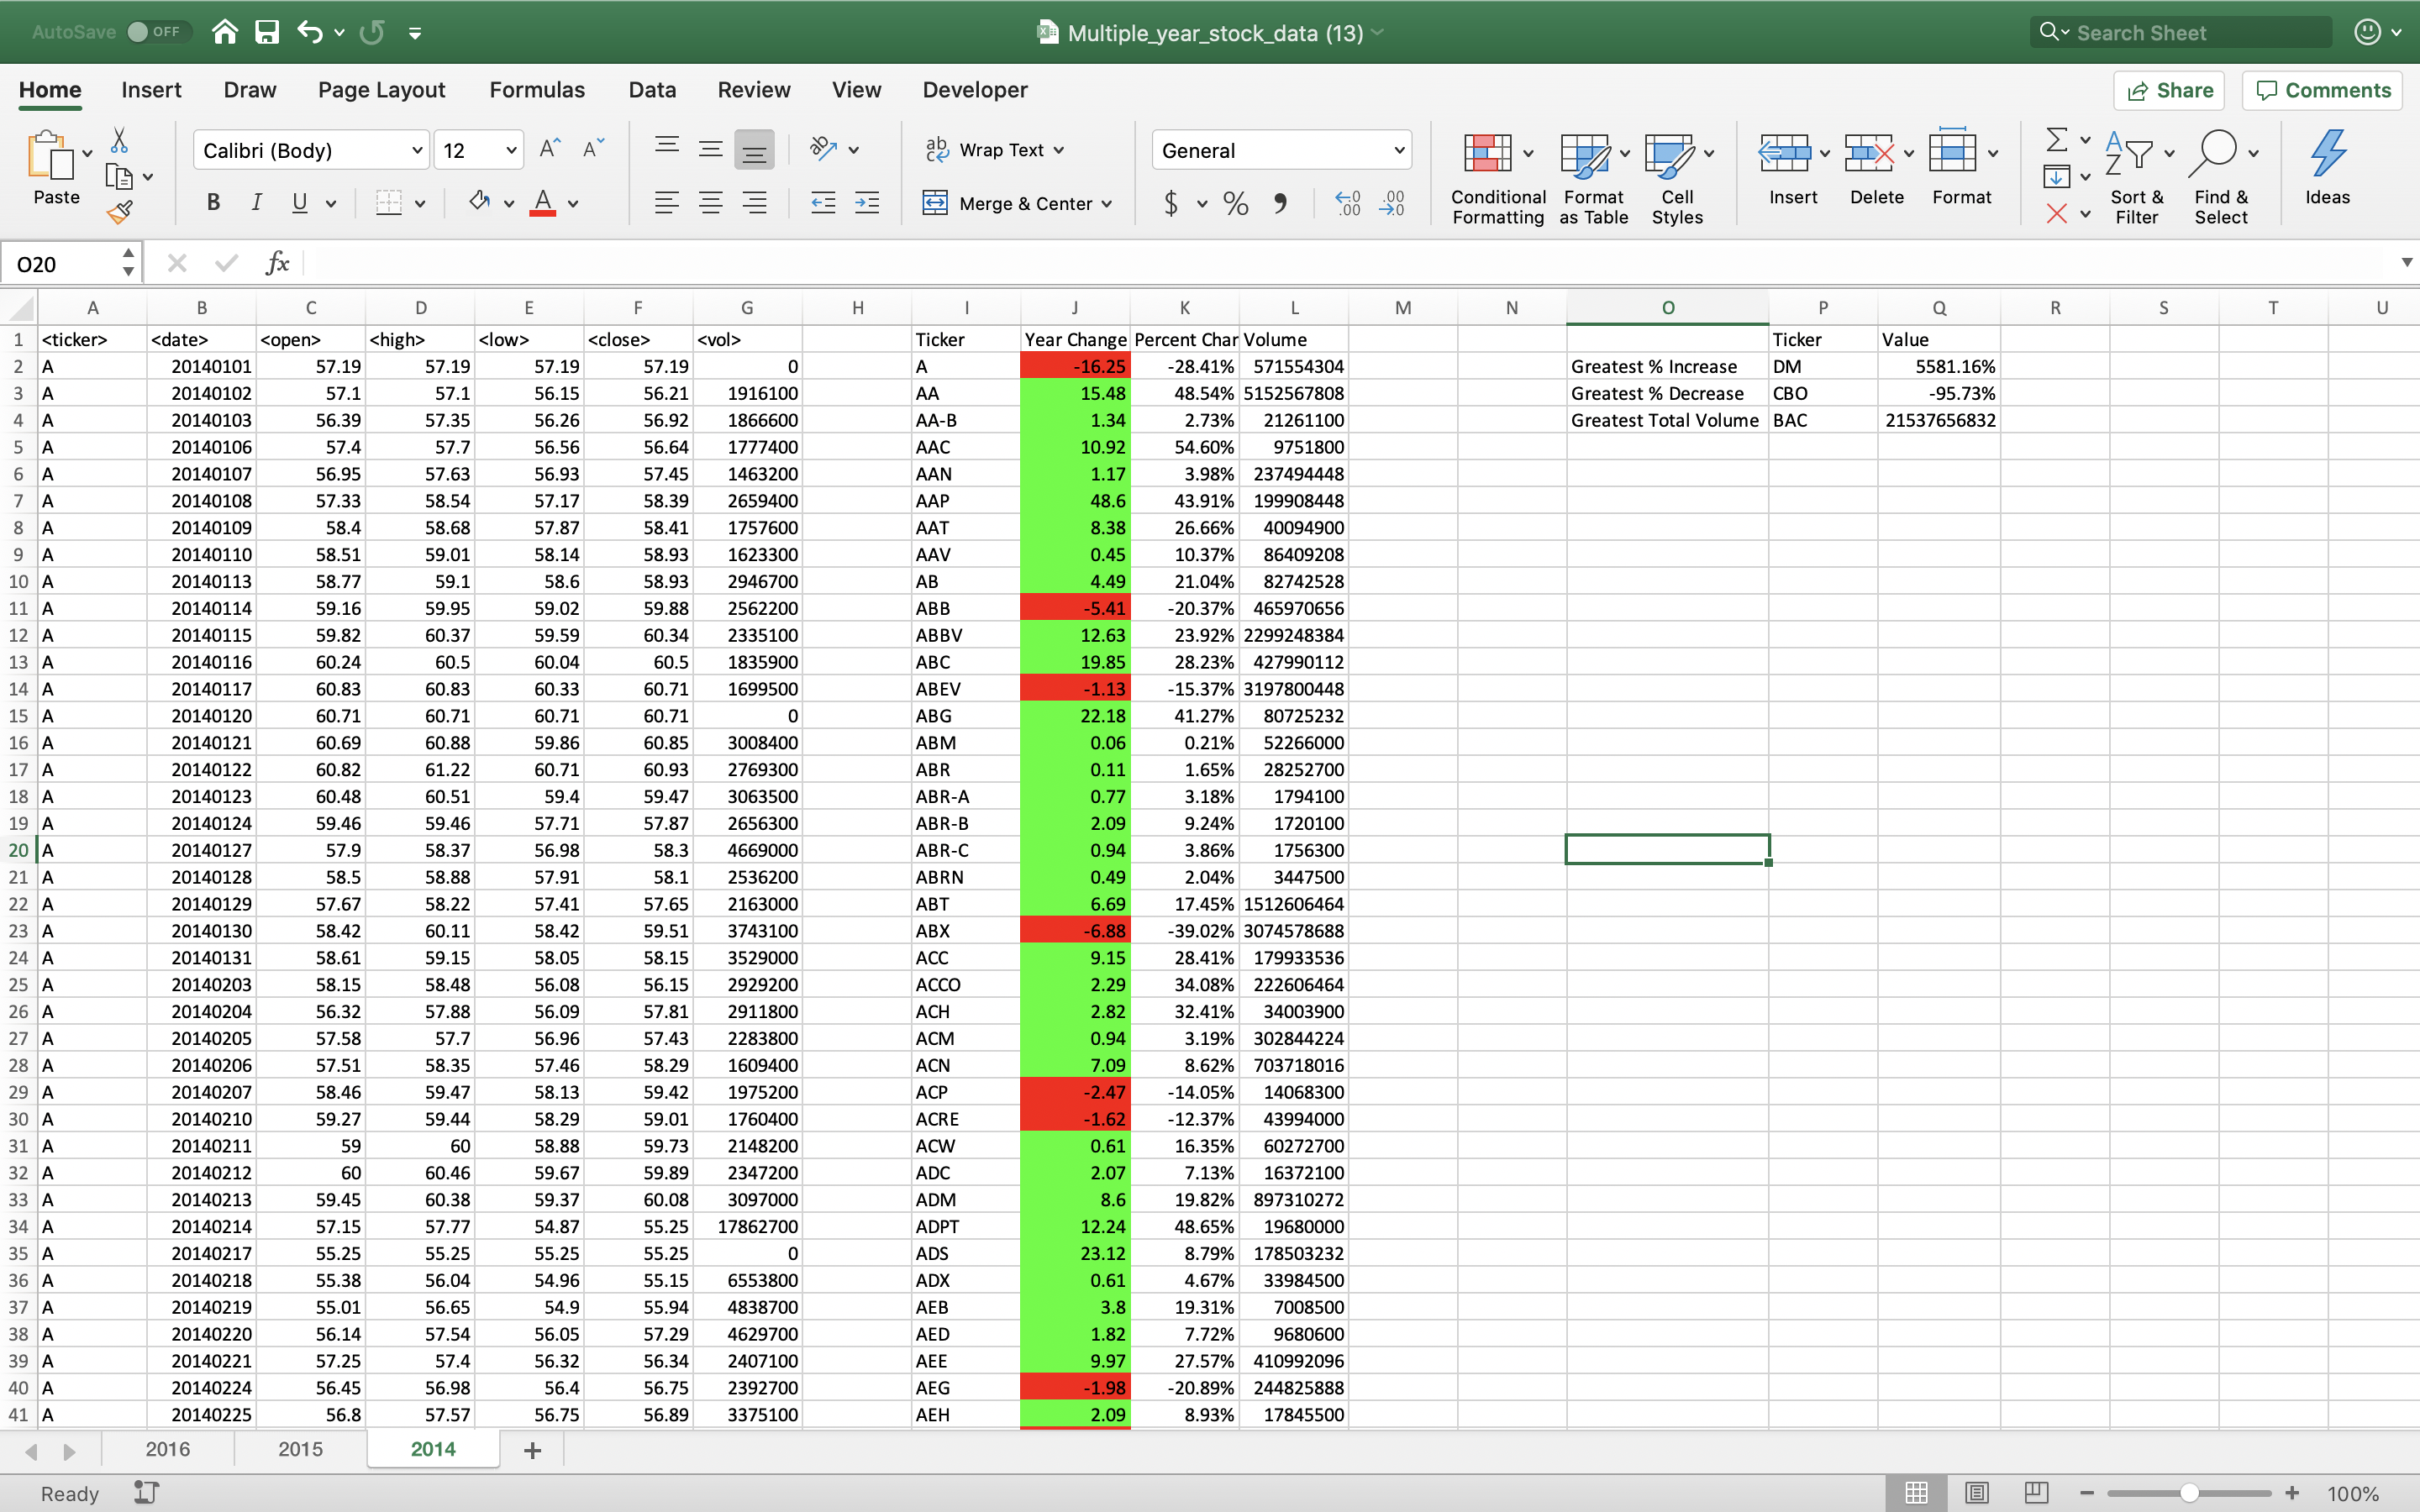 AutoSave OFF Multiple_year_stock_data (13) Search Sheet
Home Insert Draw Page Layout Formulas Data Review View Developer Share Comments
Calibri (Body) 12 Wrap Text General
Paste B I U Merge & Center $ % Conditional Formatting Format as Table Cell Styles Insert Delete Format Sort & Filter Find & Select Ideas
O20 fx
A B C D E F G H I J K L M N O P Q R S T U
1 <ticker> <date> <open> <high> <low> <close> <vol> Ticker Year Change Percent Char Volume Ticker Value
2 A 20140101 57.19 57.19 57.19 57.19 0 A -16.25 -28.41% 571554304 Greatest % Increase DM 5581.16%
3 A 20140102 57.1 57.1 56.15 56.21 1916100 AA 15.48 48.54% 5152567808 Greatest % Decrease CBO -95.73%
4 A 20140103 56.39 57.35 56.26 56.92 1866600 AA-B 1.34 2.73% 21261100 Greatest Total Volume BAC 21537656832
5 A 20140106 57.4 57.7 56.56 56.64 1777400 AAC 10.92 54.60% 9751800
6 A 20140107 56.95 57.63 56.93 57.45 1463200 AAN 1.17 3.98% 237494448
7 A 20140108 57.33 58.54 57.17 58.39 2659400 AAP 48.6 43.91% 199908448
8 A 20140109 58.4 58.68 57.87 58.41 1757600 AAT 8.38 26.66% 40094900
9 A 20140110 58.51 59.01 58.14 58.93 1623300 AAV 0.45 10.37% 86409208
10 A 20140113 58.77 59.1 58.6 58.93 2946700 AB 4.49 21.04% 82742528
11 A 20140114 59.16 59.95 59.02 59.88 2562200 ABB -5.41 -20.37% 465970656
12 A 20140115 59.82 60.37 59.59 60.34 2335100 ABBV 12.63 23.92% 2299248384
13 A 20140116 60.24 60.5 60.04 60.5 1835900 ABC 19.85 28.23% 427990112
14 A 20140117 60.83 60.83 60.33 60.71 1699500 ABEV -1.13 -15.37% 3197800448
15 A 20140120 60.71 60.71 60.71 60.71 0 ABG 22.18 41.27% 80725232
16 A 20140121 60.69 60.88 59.86 60.85 3008400 ABM 0.06 0.21% 52266000
17 A 20140122 60.82 61.22 60.71 60.93 2769300 ABR 0.11 1.65% 28252700
18 A 20140123 60.48 60.51 59.4 59.47 3063500 ABR-A 0.77 3.18% 1794100
19 A 20140124 59.46 59.46 57.71 57.87 2656300 ABR-B 2.09 9.24% 1720100
20 A 20140127 57.9 58.37 56.98 58.3 4669000 ABR-C 0.94 3.86% 1756300
21 A 20140128 58.5 58.88 57.91 58.1 2536200 ABRN 0.49 2.04% 3447500
22 A 20140129 57.67 58.22 57.41 57.65 2163000 ABT 6.69 17.45% 1512606464
23 A 20140130 58.42 60.11 58.42 59.51 3743100 ABX -6.88 -39.02% 3074578688
24 A 20140131 58.61 59.15 58.05 58.15 3529000 ACC 9.15 28.41% 179933536
25 A 20140203 58.15 58.48 56.08 56.15 2929200 ACCO 2.29 34.08% 222606464
26 A 20140204 56.32 57.88 56.09 57.81 2911800 ACH 2.82 32.41% 34003900
27 A 20140205 57.58 57.7 56.96 57.43 2283800 ACM 0.94 3.19% 302844224
28 A 20140206 57.51 58.35 57.46 58.29 1609400 ACN 7.09 8.62% 703718016
29 A 20140207 58.46 59.47 58.13 59.42 1975200 ACP -2.47 -14.05% 14068300
30 A 20140210 59.27 59.44 58.29 59.01 1760400 ACRE -1.62 -12.37% 43994000
31 A 20140211 59 60 58.88 59.73 2148200 ACW 0.61 16.35% 60272700
32 A 20140212 60 60.46 59.67 59.89 2347200 ADC 2.07 7.13% 16372100
33 A 20140213 59.45 60.38 59.37 60.08 3097000 ADM 8.6 19.82% 897310272
34 A 20140214 57.15 57.77 54.87 55.25 17862700 ADPT 12.24 48.65% 19680000
35 A 20140217 55.25 55.25 55.25 55.25 0 ADS 23.12 8.79% 178503232
36 A 20140218 55.38 56.04 54.96 55.15 6553800 ADX 0.61 4.67% 33984500
37 A 20140219 55.01 56.65 54.9 55.94 4838700 AEB 3.8 19.31% 7008500
38 A 20140220 56.14 57.54 56.05 57.29 4629700 AED 1.82 7.72% 9680600
39 A 20140221 57.25 57.4 56.32 56.34 2407100 AEE 9.97 27.57% 410992096
40 A 20140224 56.45 56.98 56.4 56.75 2392700 AEG -1.98 -20.89% 244825888
41 A 20140225 56.8 57.57 56.75 56.89 3375100 AEH 2.09 8.93% 17845500
2016 2015 2014 +
Ready 100%